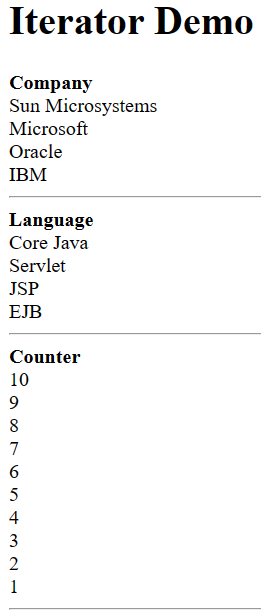 Iterator Demo
Company
Sun Microsystems
Microsoft
Oracle
IBM
Language
Core Java
Servlet
JSP
EJB
Counter
10
9
8
7
6
5
4
3
2
1